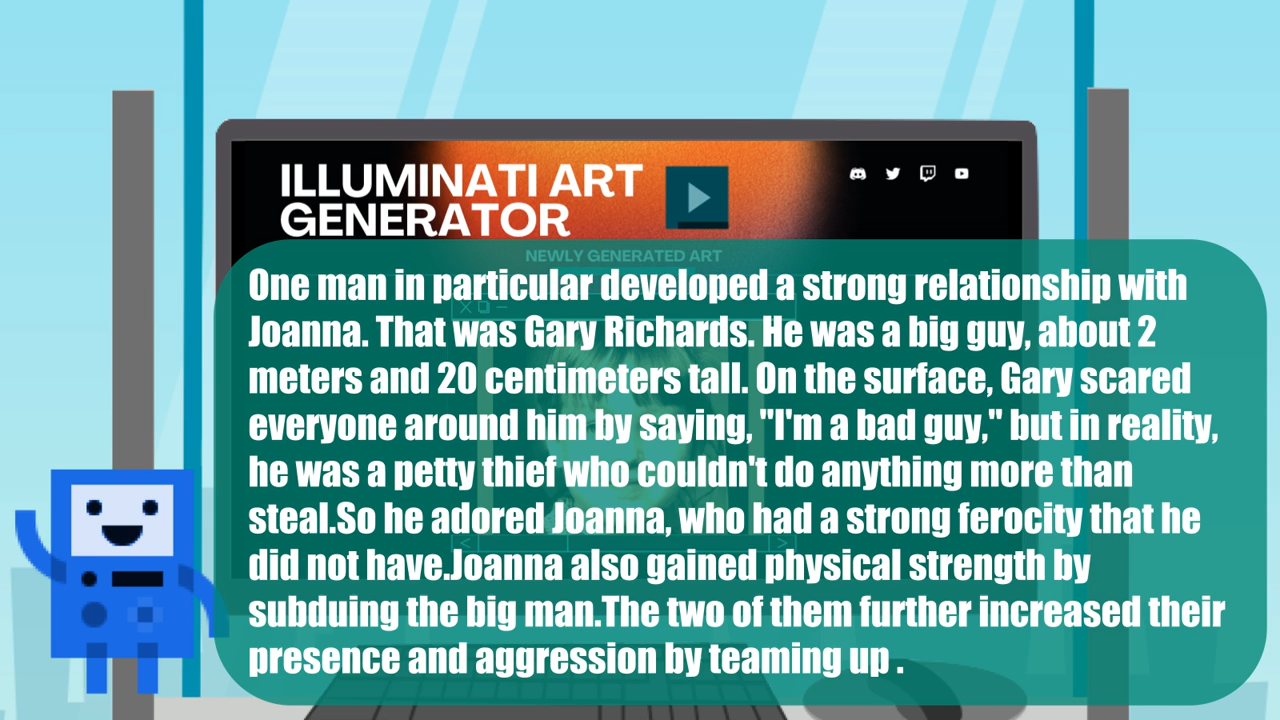 ILLUMINATI ART
GENERATOR
NEWLY GENERATED ART
One man in particular developed a strong relationship with
Joanna. That was Gary Richards. He was a big guy, about 2
meters and 20 centimeters tall. On the surface, Gary scared
everyone around him by saying, "I'm a bad guy," but in reality,
he was a petty thief who couldn't do anything more than
steal.So he adored Joanna, who had a strong ferocity that he
did not have.Joanna also gained physical strength by
subduing the big man.The two of them further increased their
presence and aggression by teaming up .